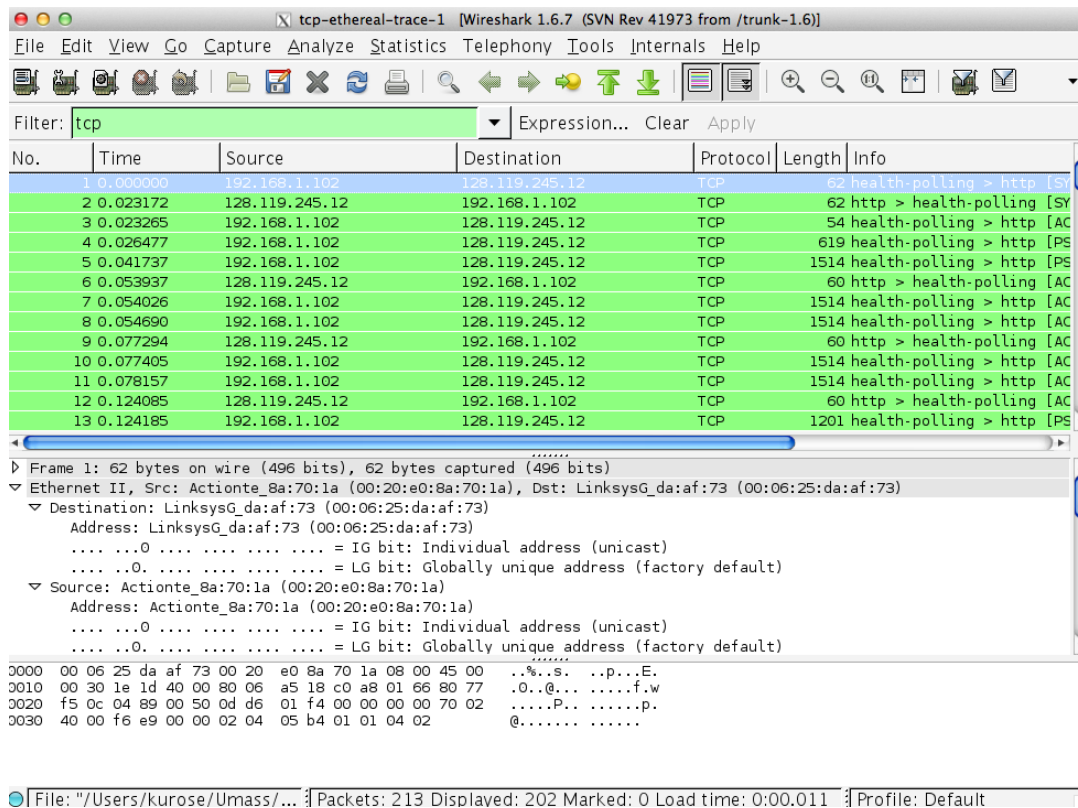 tcp-ethereal-trace-1 [Wireshark 1.6.7 (SVN Rev 41973 from /trunk-1.6)]
File Edit View Go Capture Analyze Statistics Telephony Tools Internals Help
Filter: tcp Expression... Clear Apply
No. Time Source Destination Protocol Length Info
1 0.000000 192.168.1.102 128.119.245.12 TCP 62 health-polling > http [SY
2 0.023172 128.119.245.12 192.168.1.102 TCP 62 http > health-polling [SY
3 0.023265 192.168.1.102 128.119.245.12 TCP 54 health-polling > http [AC
4 0.026477 192.168.1.102 128.119.245.12 TCP 619 health-polling > http [PS
5 0.041737 192.168.1.102 128.119.245.12 TCP 1514 health-polling > http [PS
6 0.053937 128.119.245.12 192.168.1.102 TCP 60 http > health-polling [AC
7 0.054026 192.168.1.102 128.119.245.12 TCP 1514 health-polling > http [AC
8 0.054690 192.168.1.102 128.119.245.12 TCP 1514 health-polling > http [AC
9 0.077294 128.119.245.12 192.168.1.102 TCP 60 http > health-polling [AC
10 0.077405 192.168.1.102 128.119.245.12 TCP 1514 health-polling > http [AC
11 0.078157 192.168.1.102 128.119.245.12 TCP 1514 health-polling > http [AC
12 0.124085 128.119.245.12 192.168.1.102 TCP 60 http > health-polling [AC
13 0.124185 192.168.1.102 128.119.245.12 TCP 1201 health-polling > http [PS
Frame 1: 62 bytes on wire (496 bits), 62 bytes captured (496 bits)
Ethernet II, Src: Actionte_8a:70:1a (00:20:e0:8a:70:1a), Dst: LinksysG_da:af:73 (00:06:25:da:af:73)
Destination: LinksysG_da:af:73 (00:06:25:da:af:73)
Address: LinksysG_da:af:73 (00:06:25:da:af:73)
.... ...0 .... .... .... .... = IG bit: Individual address (unicast)
.... ..0. .... .... .... .... = LG bit: Globally unique address (factory default)
Source: Actionte_8a:70:1a (00:20:e0:8a:70:1a)
Address: Actionte_8a:70:1a (00:20:e0:8a:70:1a)
.... ...0 .... .... .... .... = IG bit: Individual address (unicast)
.... ..0. .... .... .... .... = LG bit: Globally unique address (factory default)
0000 00 06 25 da af 73 00 20 e0 8a 70 1a 08 00 45 00 ..%..s. ..p...E.
0010 00 30 1e 1d 40 00 80 06 a5 18 c0 a8 01 66 80 77 .0..@... .....f.w
0020 f5 0c 04 89 00 50 0d d6 01 f4 00 00 00 00 70 02 .....P.. ......p.
0030 40 00 f6 e9 00 00 02 04 05 b4 01 01 04 02 @....... ......
File: "/Users/kurose/Umass/... Packets: 213 Displayed: 202 Marked: 0 Load time: 0:00.011 Profile: Default